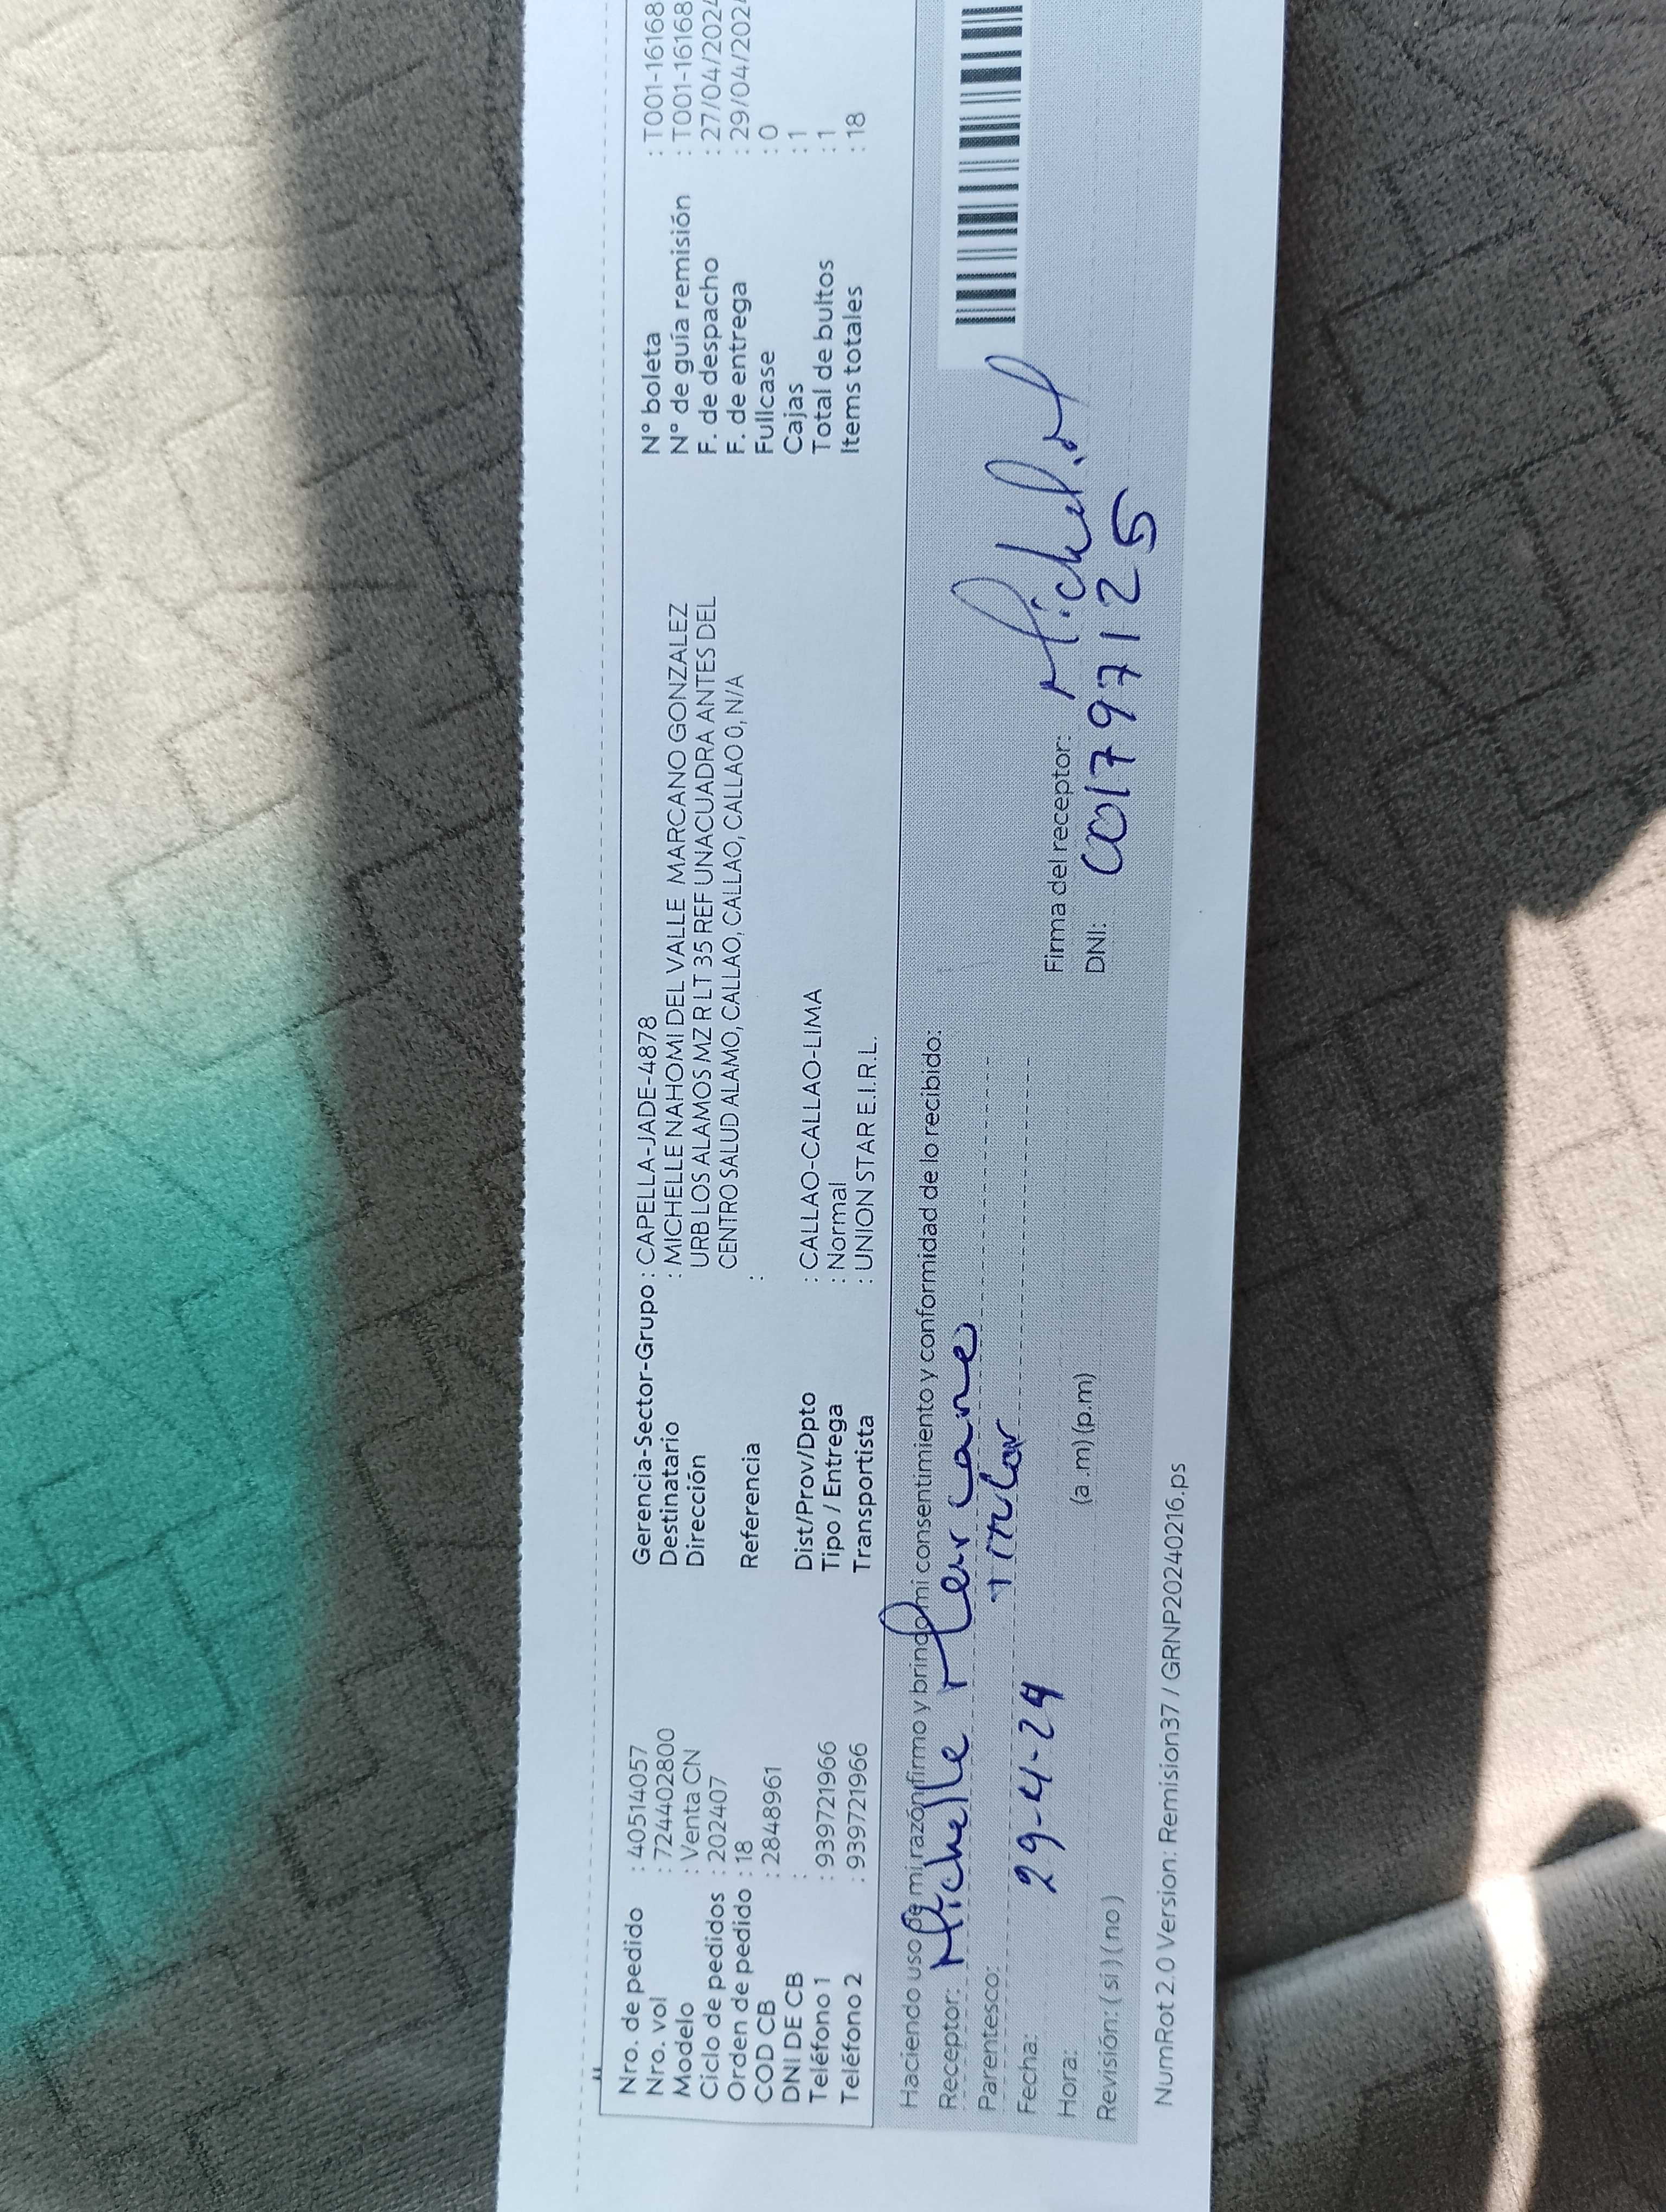 Nro. de pedido : 40514057
Nro. vol : 7244402800
Modelo : Venta CN
Ciclo de pedidos : 202407
Orden de pedido : 18
COD CB : 28848961
DNI DE CB :
Teléfono 1 : 939721966
Teléfono 2 : 939721966
Gerencia-Sector-Grupo : CAPELLA-JADE-4878
Destinatario : MICHELLE NAHOMI DEL VALLE MARCANO GONZALEZ
Dirección URB LOS ALAMOS MZ R LT 35 REF UNACUADRA ANTES DEL
CENTRO SALUD ALAMO, CALLAO, CALLAO, CALLAO, CALLAO 0, N/A
Referencia :
Dist/Prov/Dpto : CALLAO-CALLAO-LIMA
Tipo / Entrega : Normal
Transportista : UNION STAR E.I.R.L.
N° boleta : T001-16168
N° de guía remisión : T001-16168
F. de despacho : 27/04/2024
F. de entrega : 29/04/2024
Fullcase : 0
Cajas : 1
Total de bultos : 1
Items totales : 18
Haciendo uso de mi razón firmo y brindo mi consentimiento y conformidad de lo recibido:
Receptor: Michelle Marcano
Parentesco: Titular
Fecha: 29-4-24
Hora: (a .m) (p.m)
Revisión: ( si ) ( no )
Firma del receptor: Michel.M
DNI: 001797125
NumRot 2.0 Version: Remision37 / GRNP20240216.ps